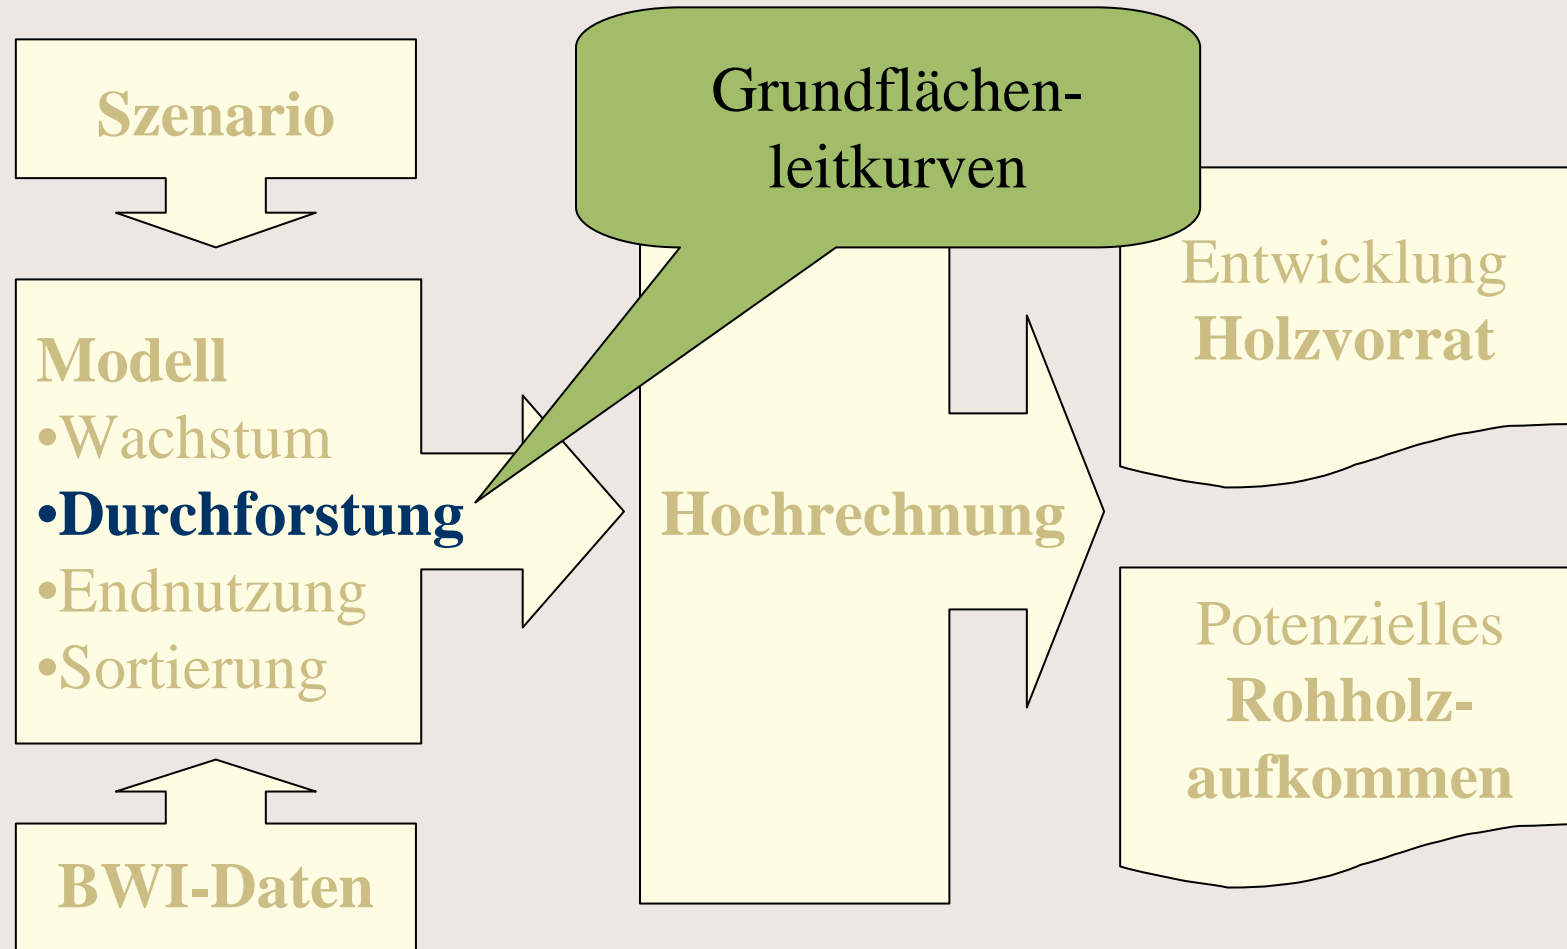 Szenario
Grundflächen-
leitkurven
Modell
•Wachstum
•Durchforstung
•Endnutzung
•Sortierung
BWI-Daten
Hochrechnung
Entwicklung
Holzvorrat
Potenzielles
Rohholz-
aufkommen